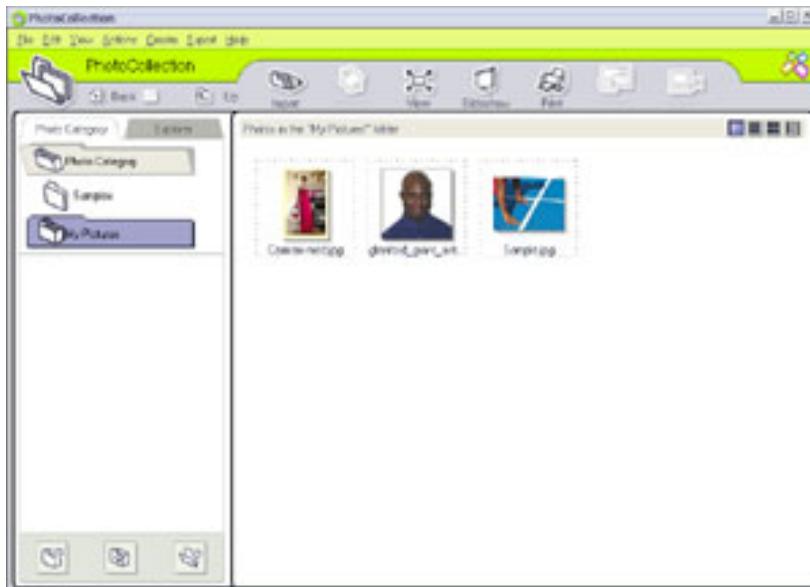 PhotoCollection
File Edit View Actions Create Export Help
PhotoCollection
Back Up
Import View Slideshow Print
Photo Category Explorer
Photos in the "My Pictures" folder
Photo Category
Samples
My Pictures
Sample.jpg